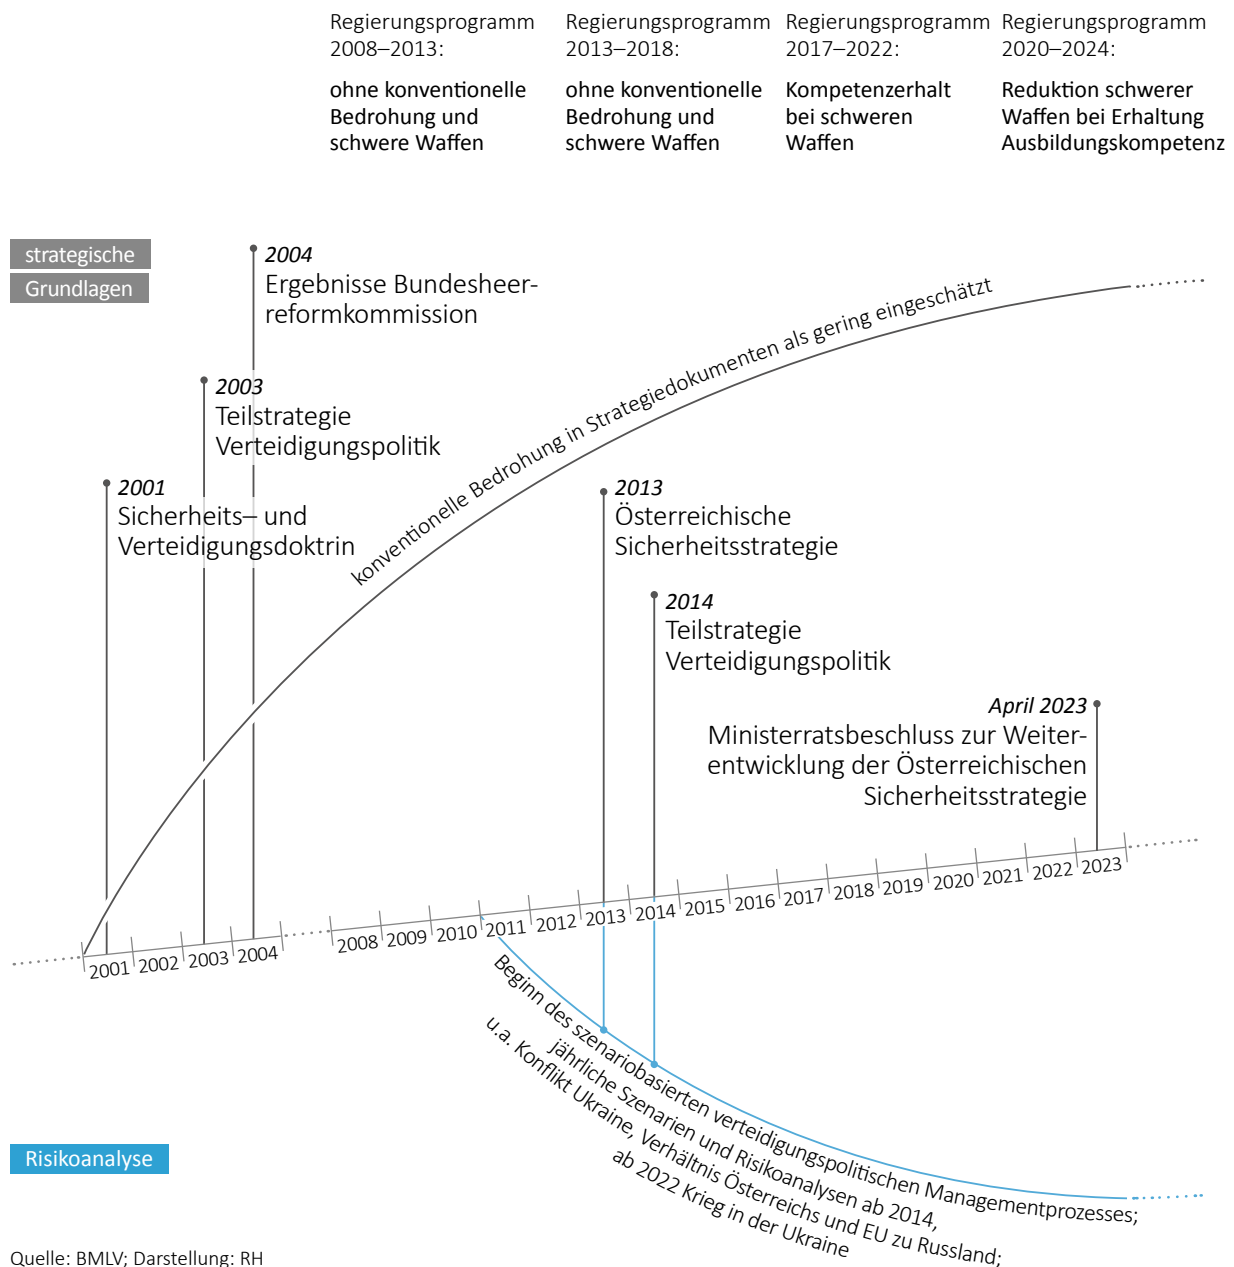 Regierungsprogramm
2008–2013:
ohne konventionelle
Bedrohung und
schwere Waffen
Regierungsprogramm
2013–2018:
ohne konventionelle
Bedrohung und
schwere Waffen
Regierungsprogramm
2017–2022:
Kompetenzerhalt
bei schweren
Waffen
Regierungsprogramm
2020–2024:
Reduktion schwerer
Waffen bei Erhaltung
Ausbildungskompetenz
strategische
Grundlagen
2004
Ergebnisse Bundesheer-
reformkommission
2003
Teilstrategie
Verteidigungspolitik
2001
Sicherheits– und
Verteidigungsdoktrin
konventionelle Bedrohung in Strategiedokumenten als gering eingeschätzt
2013
Österreichische
Sicherheitsstrategie
2014
Teilstrategie
Verteidigungspolitik
April 2023
Ministerratsbeschluss zur Weiter-
entwicklung der Österreichischen
Sicherheitsstrategie
2001 2002 2003 2004 2008 2009 2010 2011 2012 2013 2014 2015 2016 2017 2018 2019 2020 2021 2022 2023
Beginn des szenariobasierten verteidigungspolitischen Managementprozesses;
jährliche Szenarien und Risikoanalysen ab 2014,
u.a. Konflikt Ukraine, Verhältnis Österreichs und EU zu Russland;
ab 2022 Krieg in der Ukraine
Risikoanalyse
Quelle: BMLV; Darstellung: RH